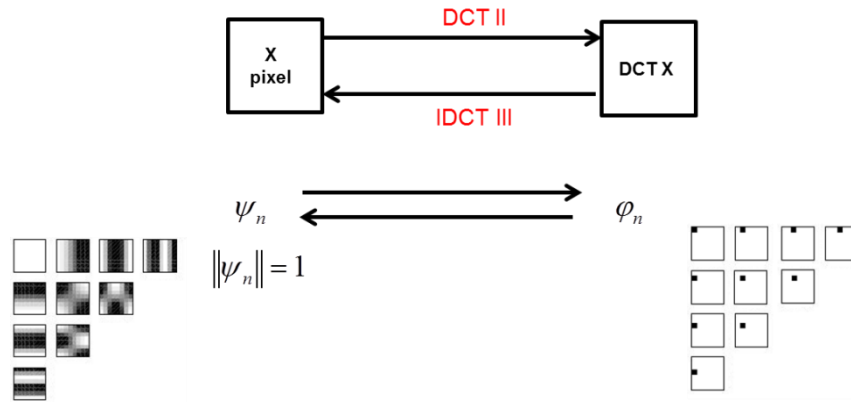 DCT II
X
pixel
DCT X
IDCT III
ψn
φn
‖ψn‖ = 1